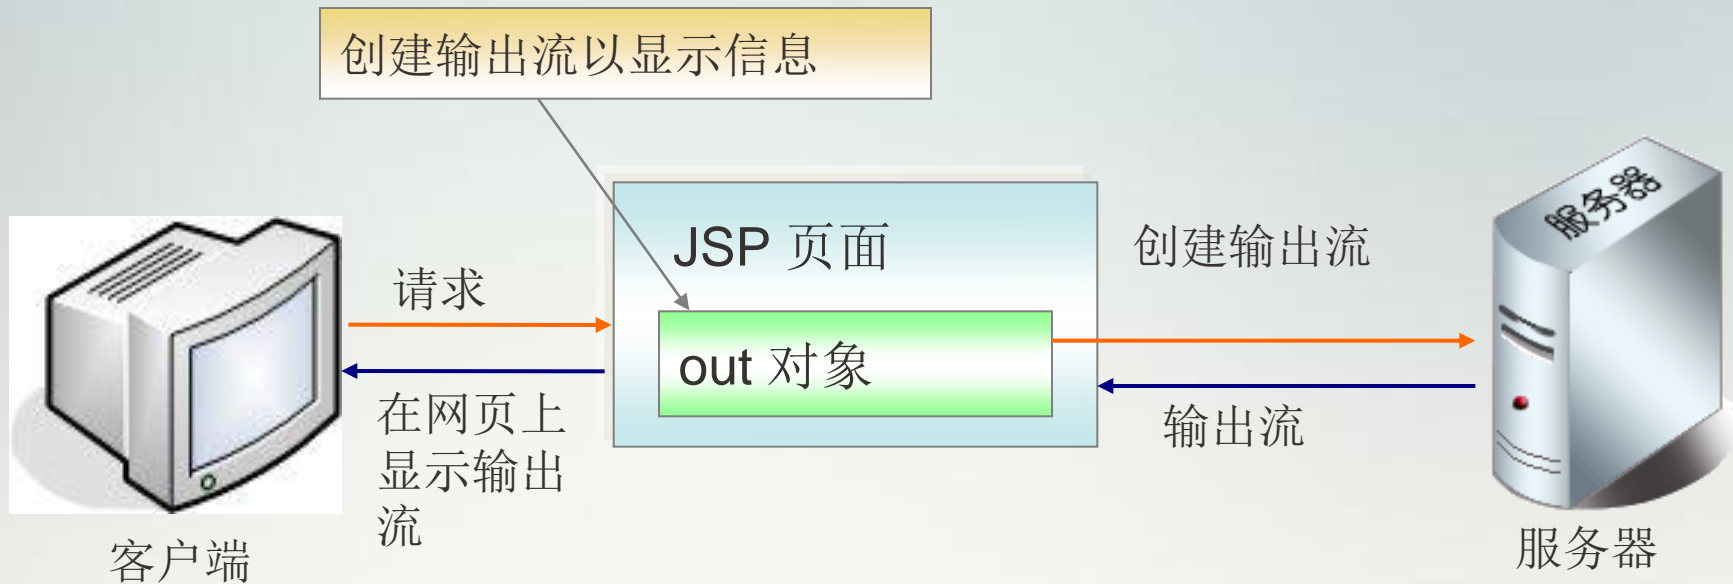 创建输出流以显示信息
服务器
JSP 页面
创建输出流
请求
out 对象
在网页上
显示输出
流
输出流
客户端
服务器